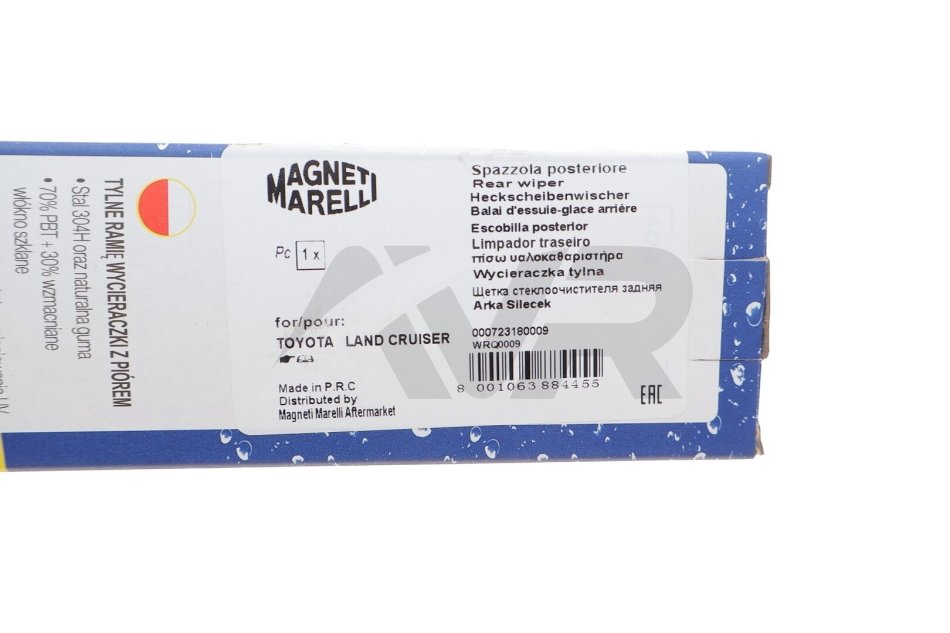 MAGNETI
MARELLI
Pc 1 x
for/pour:
TOYOTA LAND CRUISER
Made in P.R.C
Distributed by
Magneti Marelli Aftermarket
Spazzola posteriore
Rear wiper
Heckscheibenwischer
Balai d'essuie-glace arrière
Escobilla posterior
Limpador traseiro
πίσω υαλοκαθαριστήρα
Wycieraczka tylna
Щетка стеклоочистителя задняя
Arka Silecek
000723180009
WRQ0009
8 001063 884455
EAC
TYLNE RAMIĘ WYCIERACZKI Z PIÓREM
• Stal 304H oraz naturalna guma
• 70% PBT + 30% wzmacniane
włókno szklane